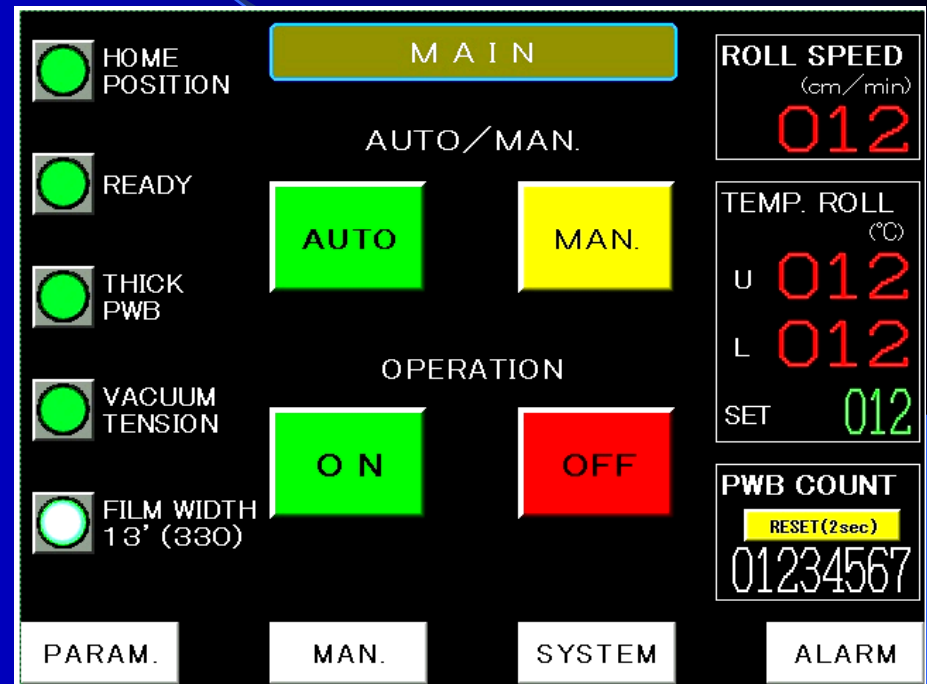 MAIN
HOME
POSITION
READY
THICK
PWB
VACUUM
TENSION
FILM WIDTH
13' (330)
AUTO/MAN.
AUTO
MAN.
OPERATION
ON
OFF
ROLL SPEED
(cm/min)
012
TEMP. ROLL
(℃)
U 012
L 012
SET 012
PWB COUNT
RESET(2sec)
01234567
PARAM.
MAN.
SYSTEM
ALARM